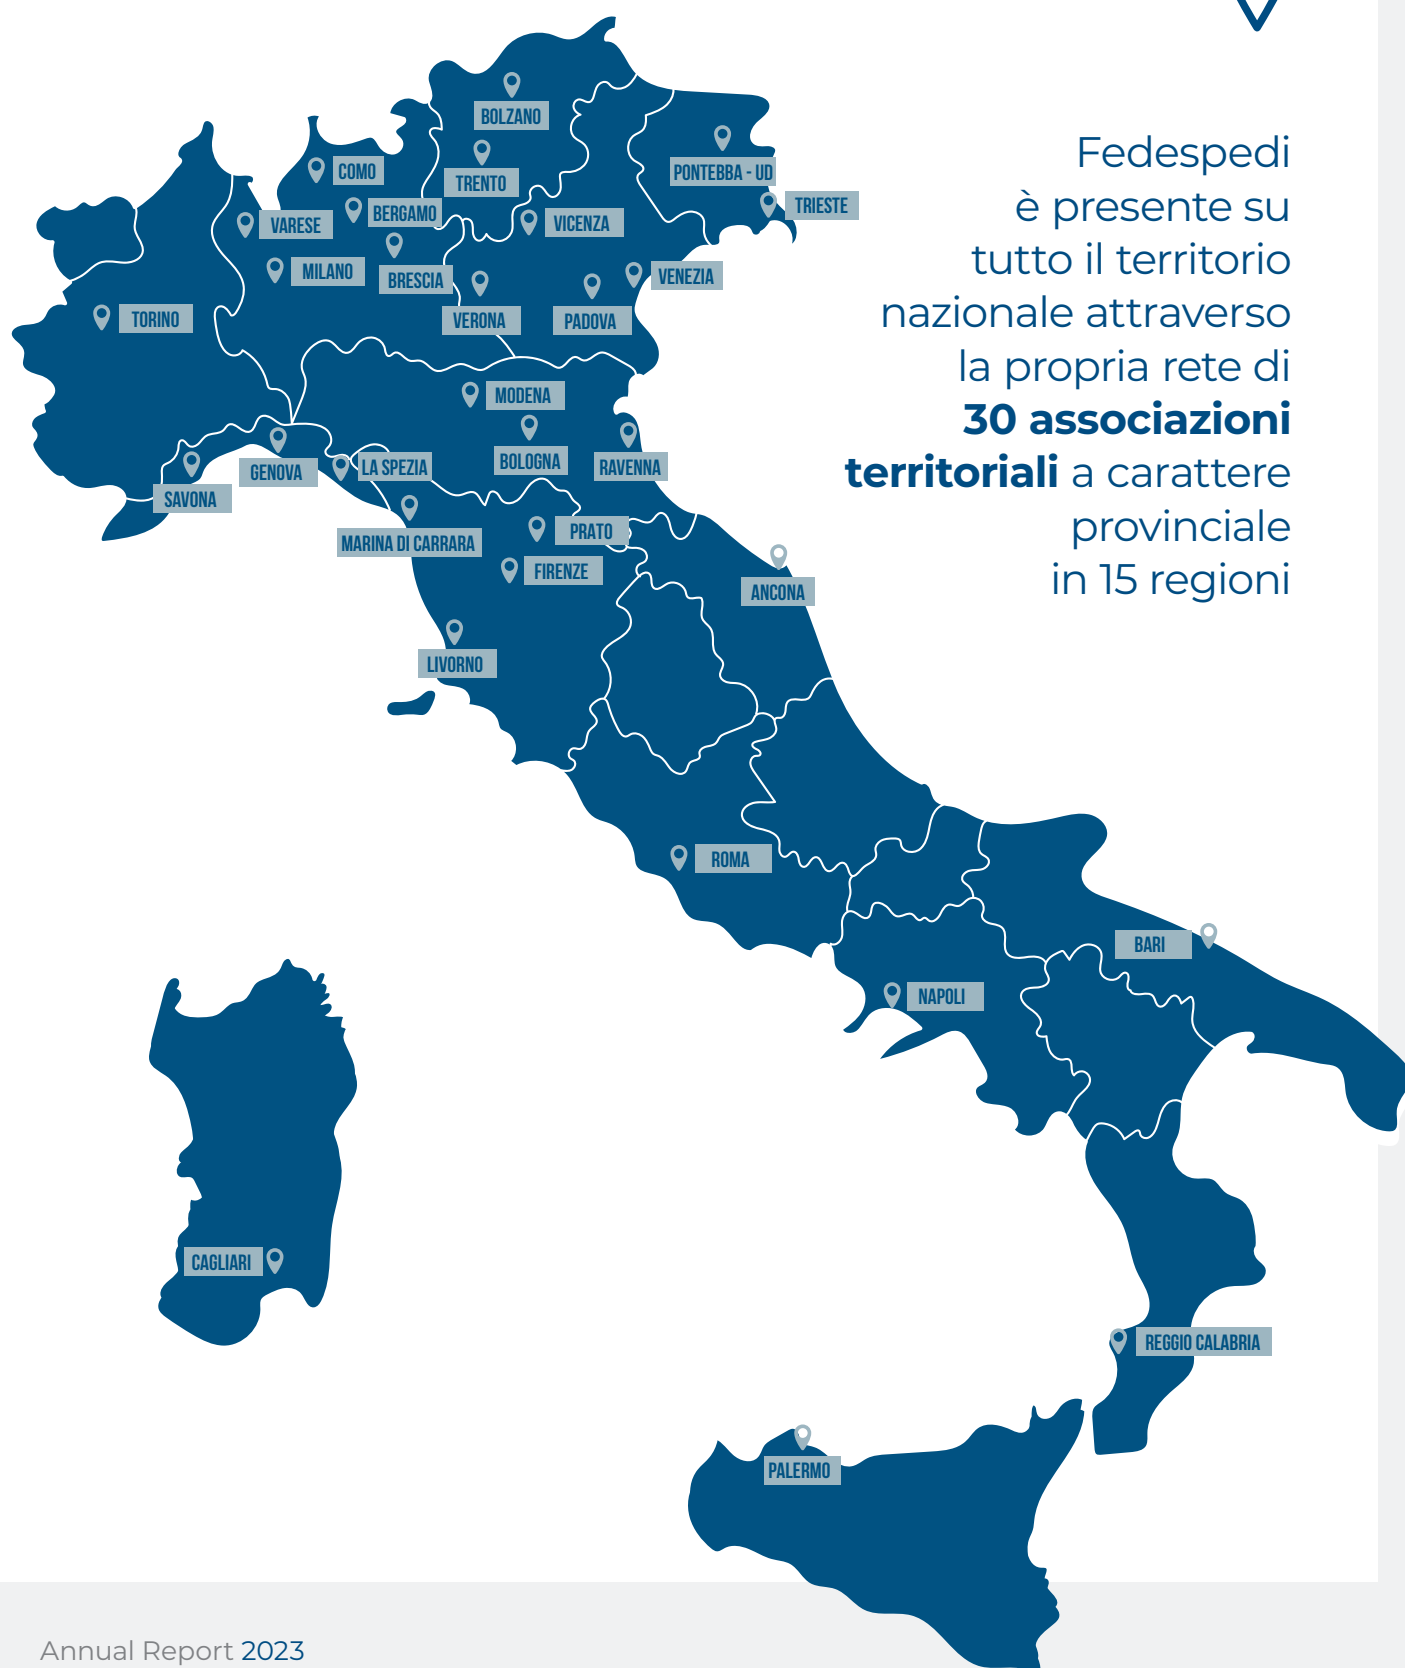 BOLZANO
COMO
TRENTO
PONTEBBA - UD
VARESE
BERGAMO
VICENZA
TRIESTE
MILANO
BRESCIA
VENEZIA
TORINO
VERONA
PADOVA
MODENA
GENOVA
LA SPEZIA
BOLOGNA
RAVENNA
SAVONA
MARINA DI CARRARA
PRATO
FIRENZE
ANCONA
LIVORNO
ROMA
BARI
NAPOLI
CAGLIARI
REGGIO CALABRIA
PALERMO
Fedespedi
è presente su
tutto il territorio
nazionale attraverso
la propria rete di
30 associazioni
territoriali a carattere
provinciale
in 15 regioni
Annual Report 2023